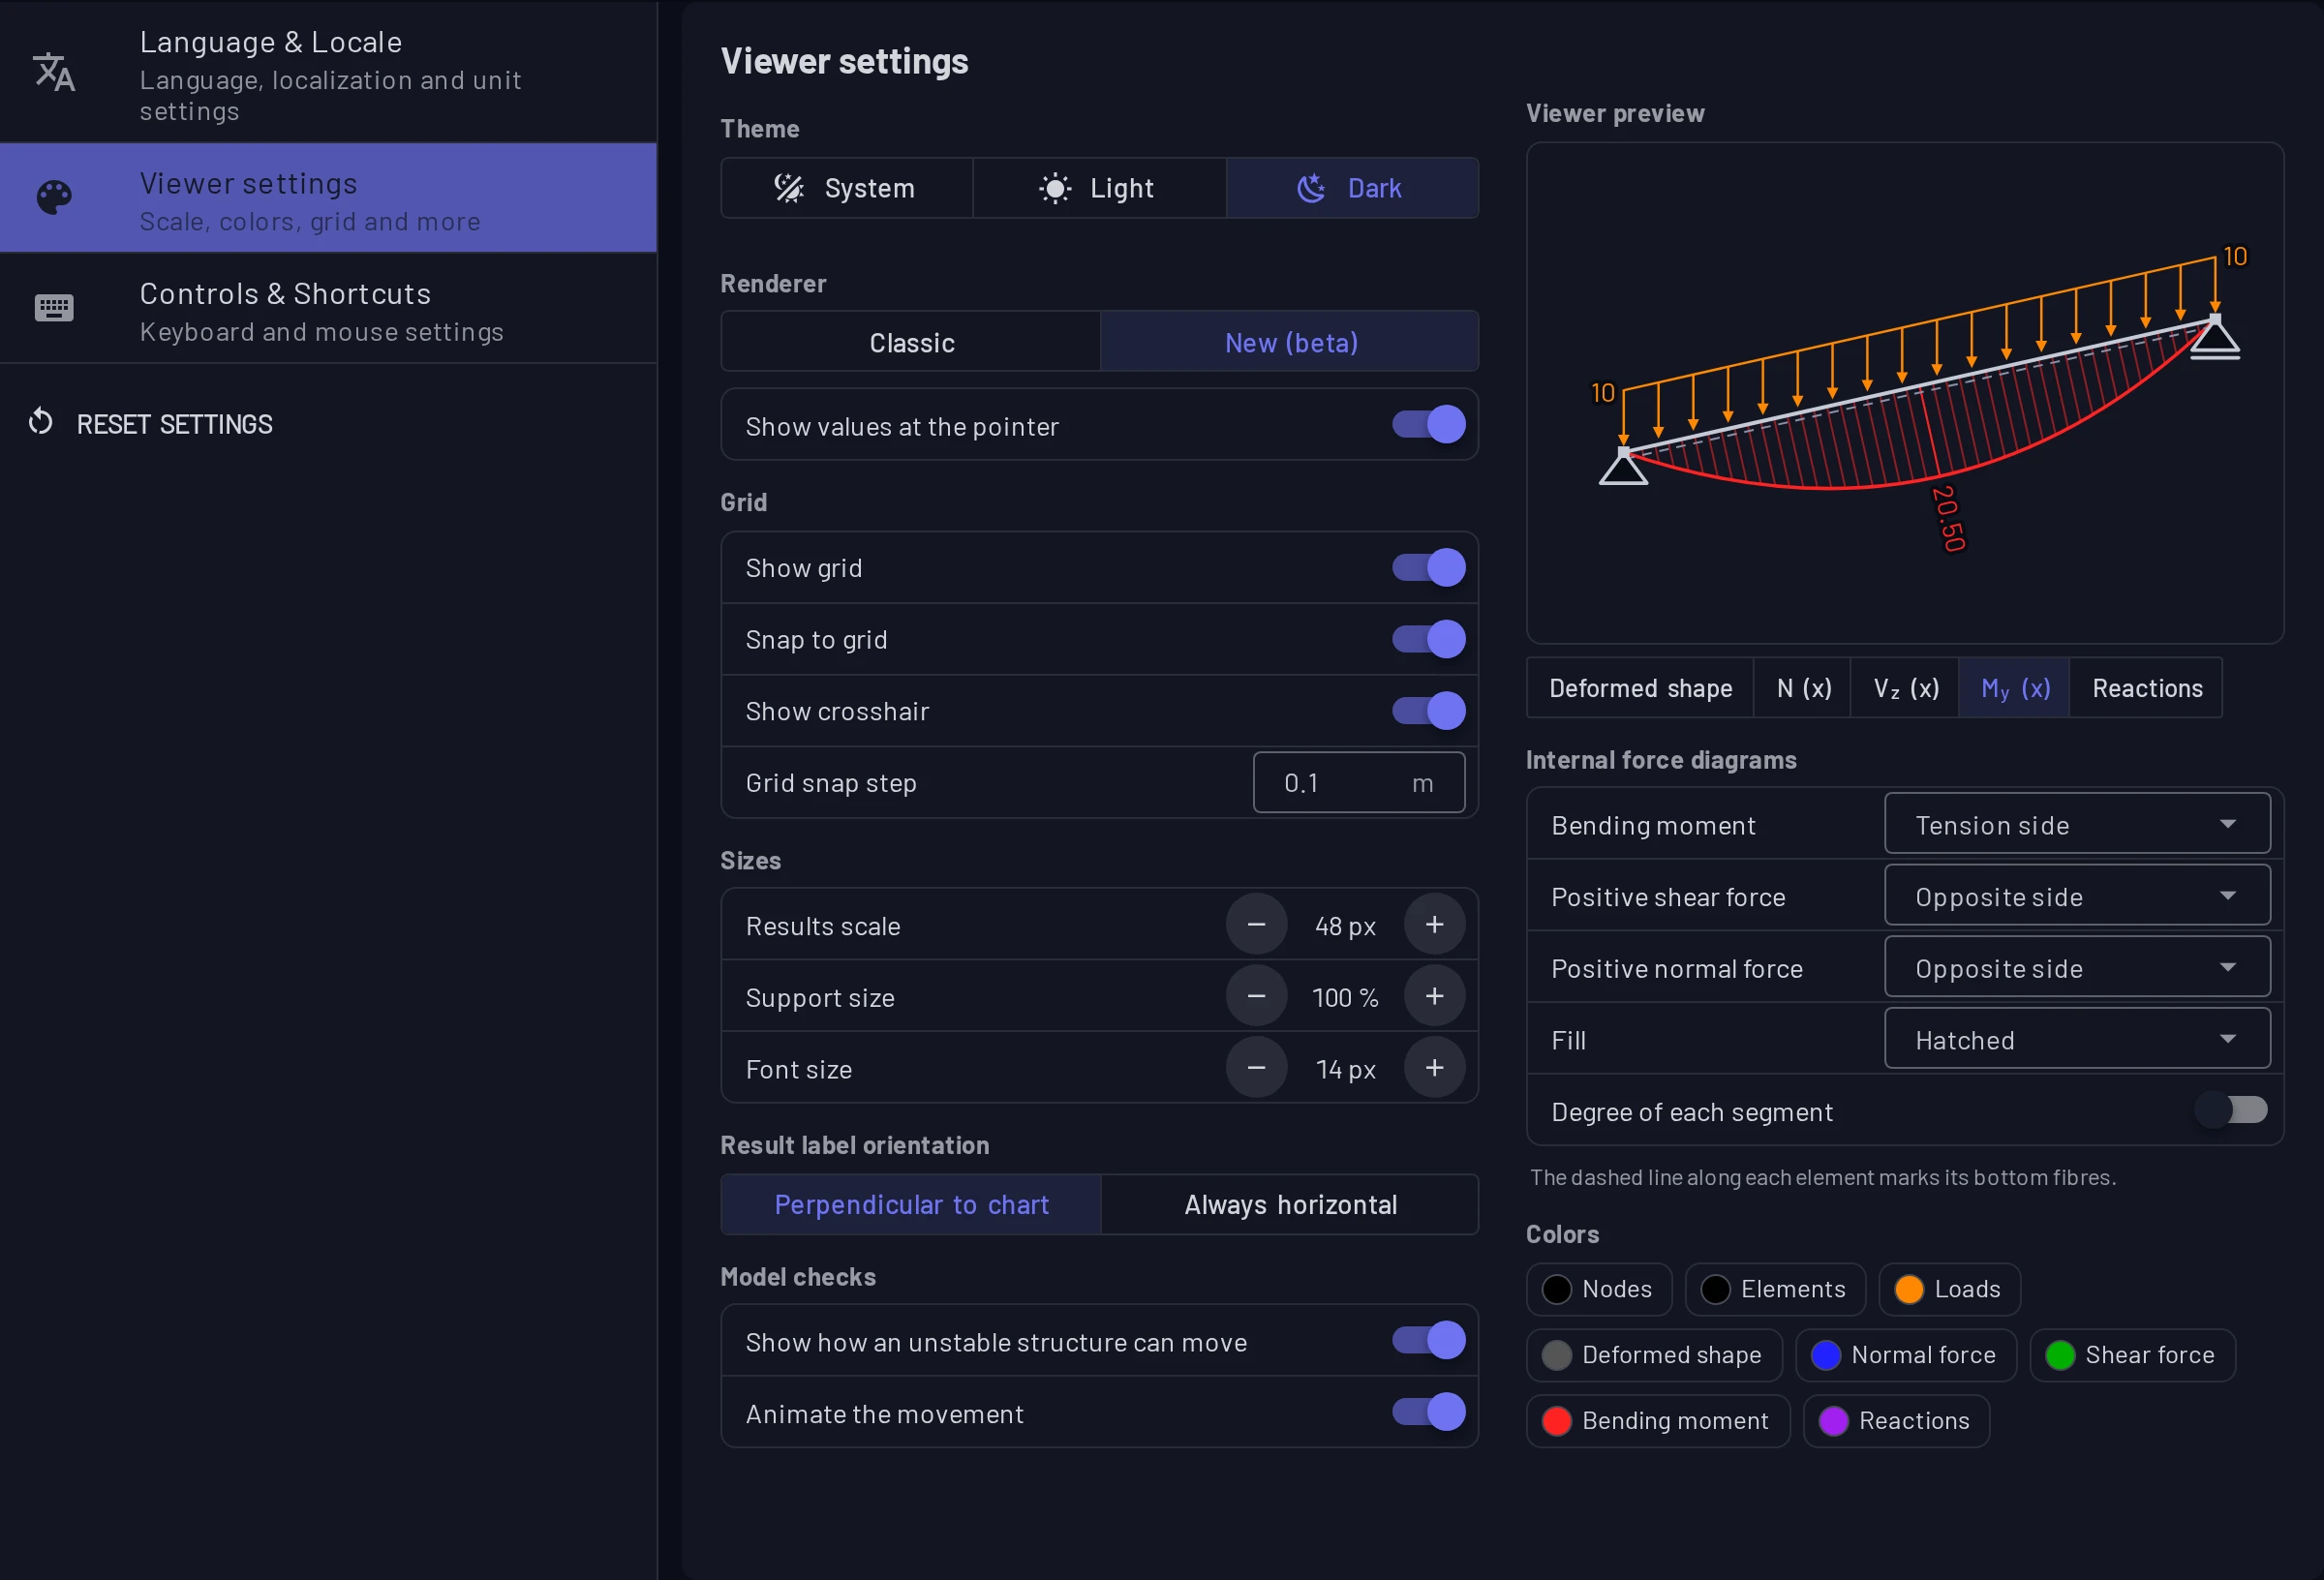 Language & Locale
Language, localization and unit
settings
Viewer settings
Scale, colors, grid and more
Controls & Shortcuts
Keyboard and mouse settings
RESET SETTINGS
Viewer settings
Theme
System
Light
Dark
Renderer
Classic
New (beta)
Show values at the pointer
Grid
Show grid
Snap to grid
Show crosshair
Grid snap step
0.1 m
Sizes
Results scale
48 px
Support size
100 %
Font size
14 px
Result label orientation
Perpendicular to chart
Always horizontal
Model checks
Show how an unstable structure can move
Animate the movement
Viewer preview
10
10
20.50
Deformed shape
N (x)
Vz (x)
My (x)
Reactions
Internal force diagrams
Bending moment
Tension side
Positive shear force
Opposite side
Positive normal force
Opposite side
Fill
Hatched
Degree of each segment
The dashed line along each element marks its bottom fibres.
Colors
Nodes
Elements
Loads
Deformed shape
Normal force
Shear force
Bending moment
Reactions